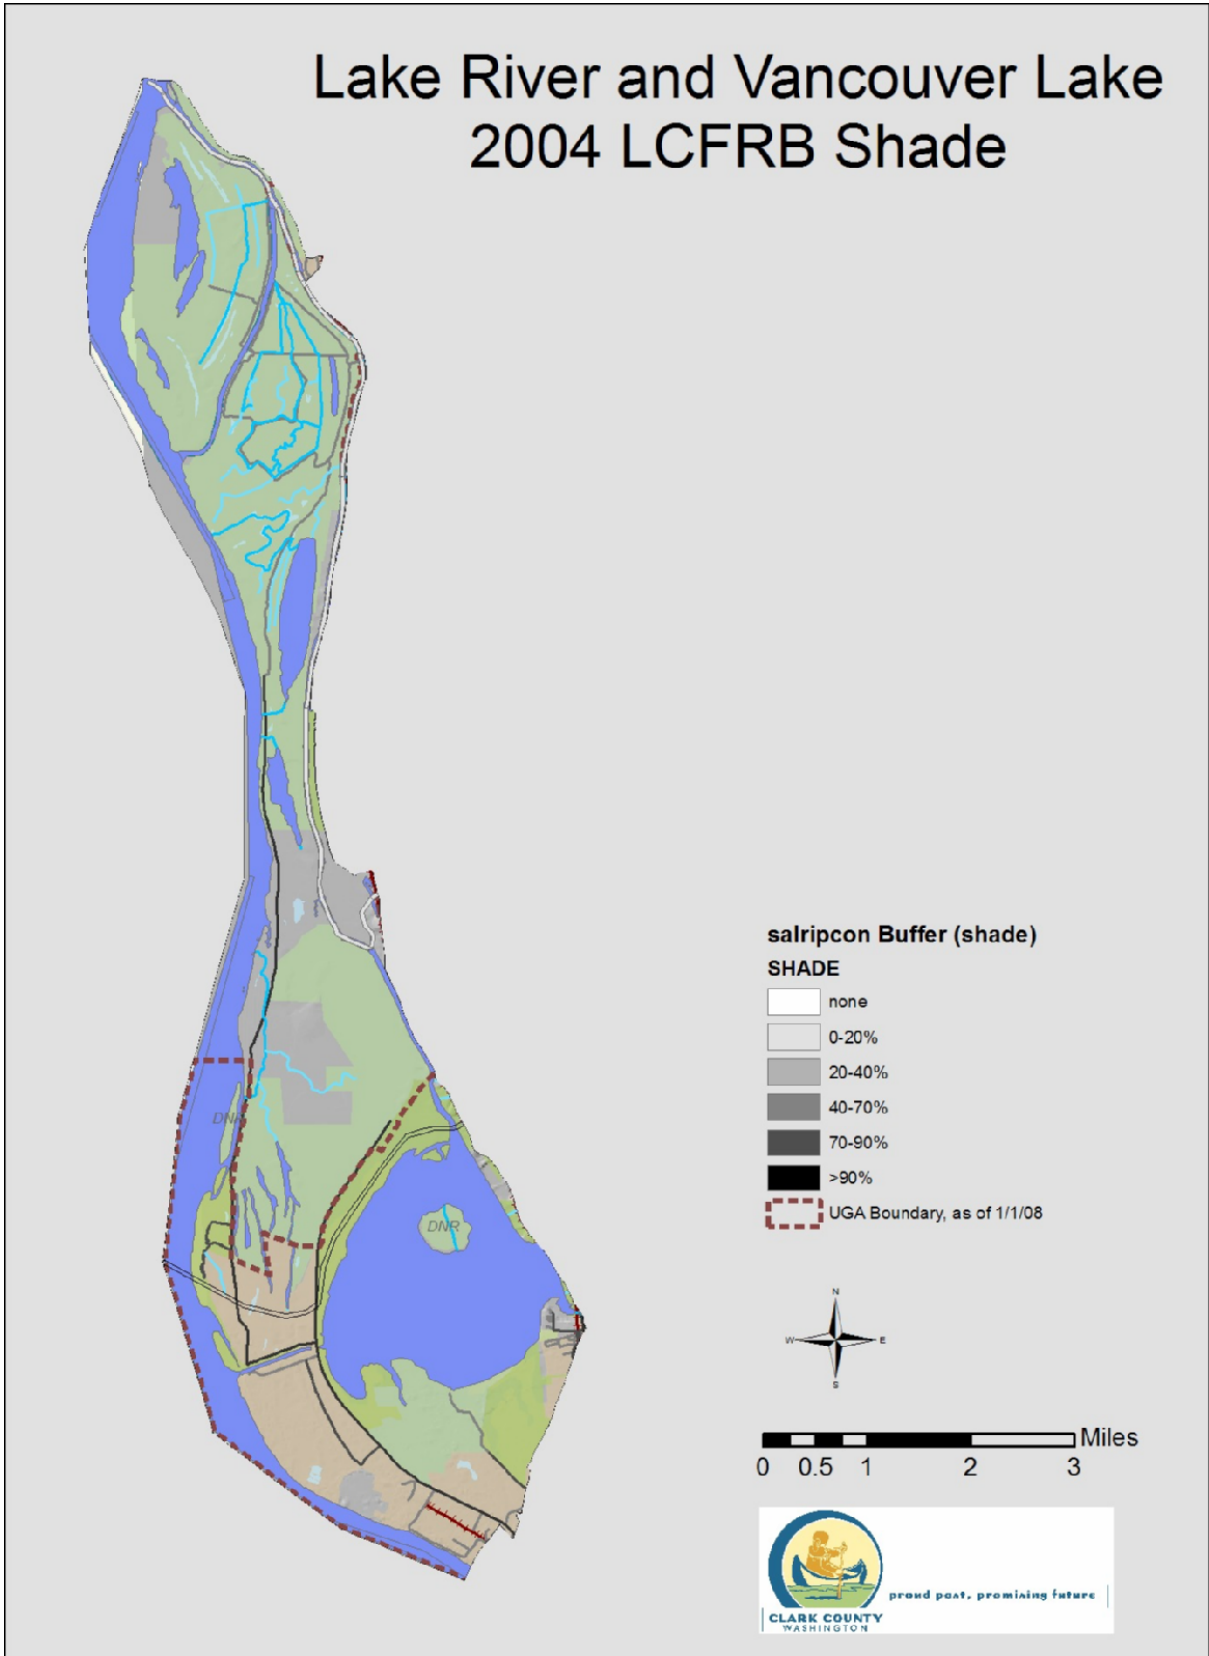 Lake River and Vancouver Lake
2004 LCFRB Shade
DNR
salripcon Buffer (shade)
SHADE
none
0-20%
20-40%
40-70%
70-90%
>90%
UGA Boundary, as of 1/1/08
DNR
N
W E
S
Miles
0 0.5 1 2 3
proud past, promising future
CLARK COUNTY
WASHINGTON